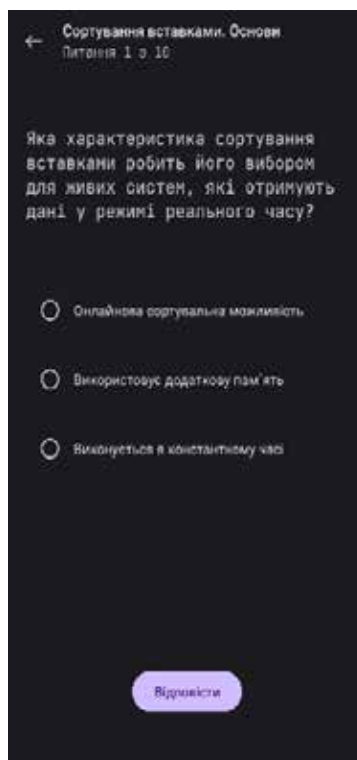 Сортування вставками. Основи
Питання 1 з 10
Яка характеристика сортування
вставками робить його вибором
для живих систем, які отримують
дані у режимі реального часу?
Онлайнова сортувальна можливість
Використовує додаткову пам'ять
Виконується в константному часі
Відповісти